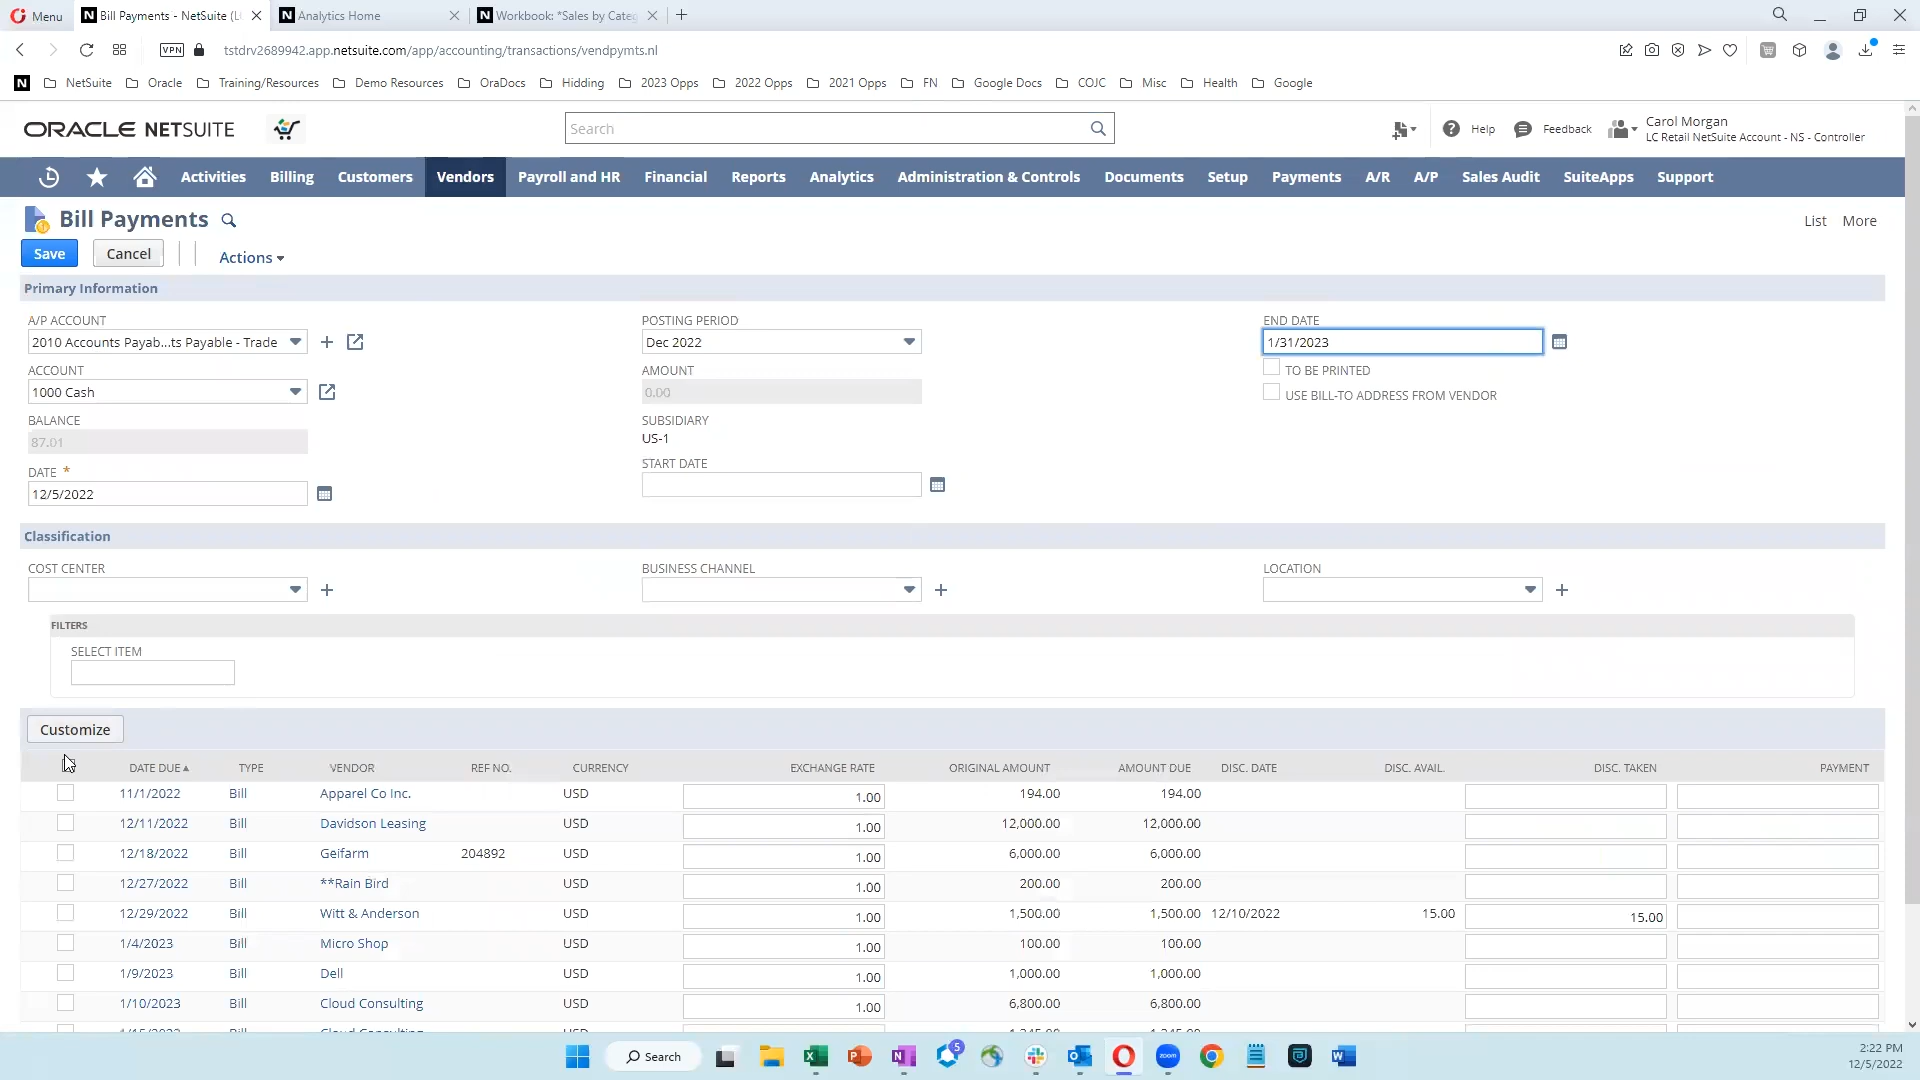 Menu
Bill Payments - NetSuite (L
Analytics Home
Workbook: *Sales by Categ
VPN
tstdrv2689942.app.netsuite.com/app/accounting/transactions/vendpymts.nl
N NetSuite Oracle Training/Resources Demo Resources OraDocs Hidding 2023 Opps 2022 Opps 2021 Opps FN Google Docs COJC Misc Health Google
ORACLE NETSUITE
Search
Help
Feedback
Carol Morgan
LC Retail NetSuite Account - NS - Controller
Activities Billing Customers Vendors Payroll and HR Financial Reports Analytics Administration & Controls Documents Setup Payments A/R A/P Sales Audit SuiteApps Support
Bill Payments
List More
Save Cancel Actions
Primary Information
A/P ACCOUNT
2010 Accounts Payab...ts Payable - Trade
ACCOUNT
1000 Cash
BALANCE
87.01
DATE *
12/5/2022
POSTING PERIOD
Dec 2022
AMOUNT
0.00
SUBSIDIARY
US-1
START DATE
END DATE
1/31/2023
TO BE PRINTED
USE BILL-TO ADDRESS FROM VENDOR
Classification
COST CENTER
BUSINESS CHANNEL
LOCATION
FILTERS
SELECT ITEM
Customize
DATE DUE TYPE VENDOR REF NO. CURRENCY EXCHANGE RATE ORIGINAL AMOUNT AMOUNT DUE DISC. DATE DISC. AVAIL. DISC. TAKEN PAYMENT
11/1/2022 Bill Apparel Co Inc. USD 1.00 194.00 194.00
12/11/2022 Bill Davidson Leasing USD 1.00 12,000.00 12,000.00
12/18/2022 Bill Geifarm 204892 USD 1.00 6,000.00 6,000.00
12/27/2022 Bill **Rain Bird USD 1.00 200.00 200.00
12/29/2022 Bill Witt & Anderson USD 1.00 1,500.00 1,500.00 12/10/2022 15.00 15.00
1/4/2023 Bill Micro Shop USD 1.00 100.00 100.00
1/9/2023 Bill Dell USD 1.00 1,000.00 1,000.00
1/10/2023 Bill Cloud Consulting USD 1.00 6,800.00 6,800.00
Search
5
zoom
2:22 PM
12/5/2022